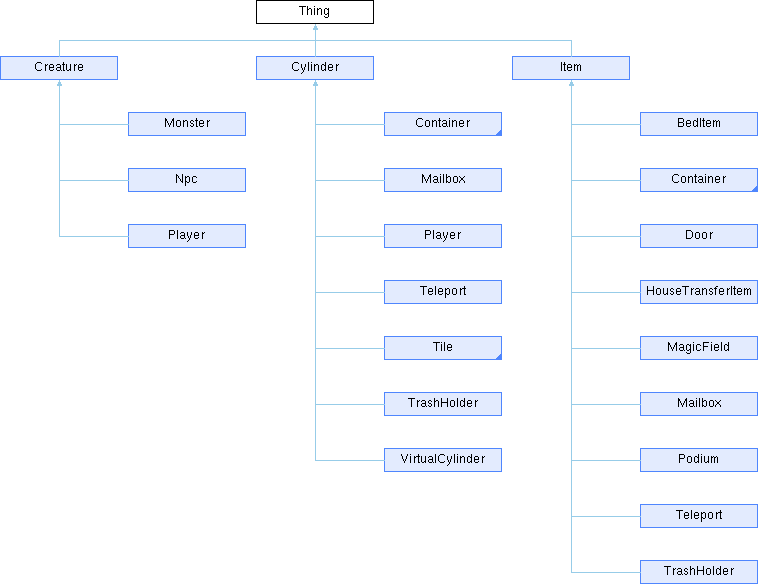 Thing
Creature
Cylinder
Item
Monster
Container
BedItem
Npc
Mailbox
Container
Player
Player
Door
Teleport
HouseTransferItem
Tile
MagicField
TrashHolder
Mailbox
VirtualCylinder
Podium
Teleport
TrashHolder